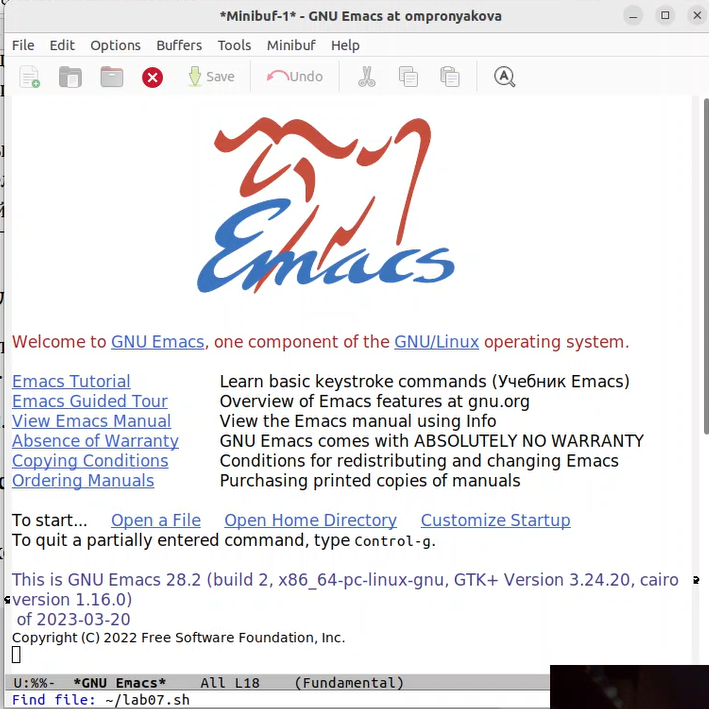 *Minibuf-1* - GNU Emacs at ompronyakova
File Edit Options Buffers Tools Minibuf Help
Save Undo
Emacs
Welcome to GNU Emacs, one component of the GNU/Linux operating system.
Emacs Tutorial Learn basic keystroke commands (Учебник Emacs)
Emacs Guided Tour Overview of Emacs features at gnu.org
View Emacs Manual View the Emacs manual using Info
Absence of Warranty GNU Emacs comes with ABSOLUTELY NO WARRANTY
Copying Conditions Conditions for redistributing and changing Emacs
Ordering Manuals Purchasing printed copies of manuals
To start... Open a File Open Home Directory Customize Startup
To quit a partially entered command, type Control-g.
This is GNU Emacs 28.2 (build 2, x86_64-pc-linux-gnu, GTK+ Version 3.24.20, cairo
version 1.16.0)
of 2023-03-20
Copyright (C) 2022 Free Software Foundation, Inc.
U:%%- *GNU Emacs* All L18 (Fundamental)
Find file: ~/lab07.sh